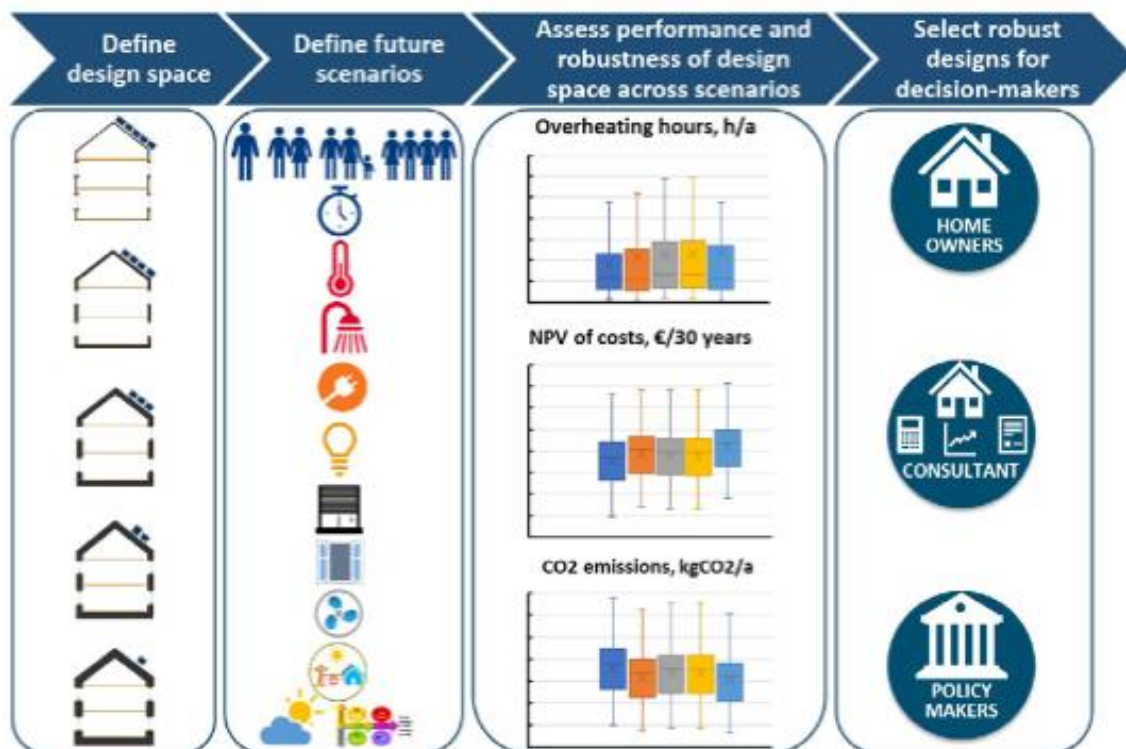 Define
design space
Define future
scenarios
Assess performance and
robustness of design
space across scenarios
Select robust
designs for
decision-makers
Overheating hours, h/a
NPV of costs, €/30 years
CO2 emissions, kgCO2/a
HOME
OWNERS
CONSULTANT
POLICY
MAKERS